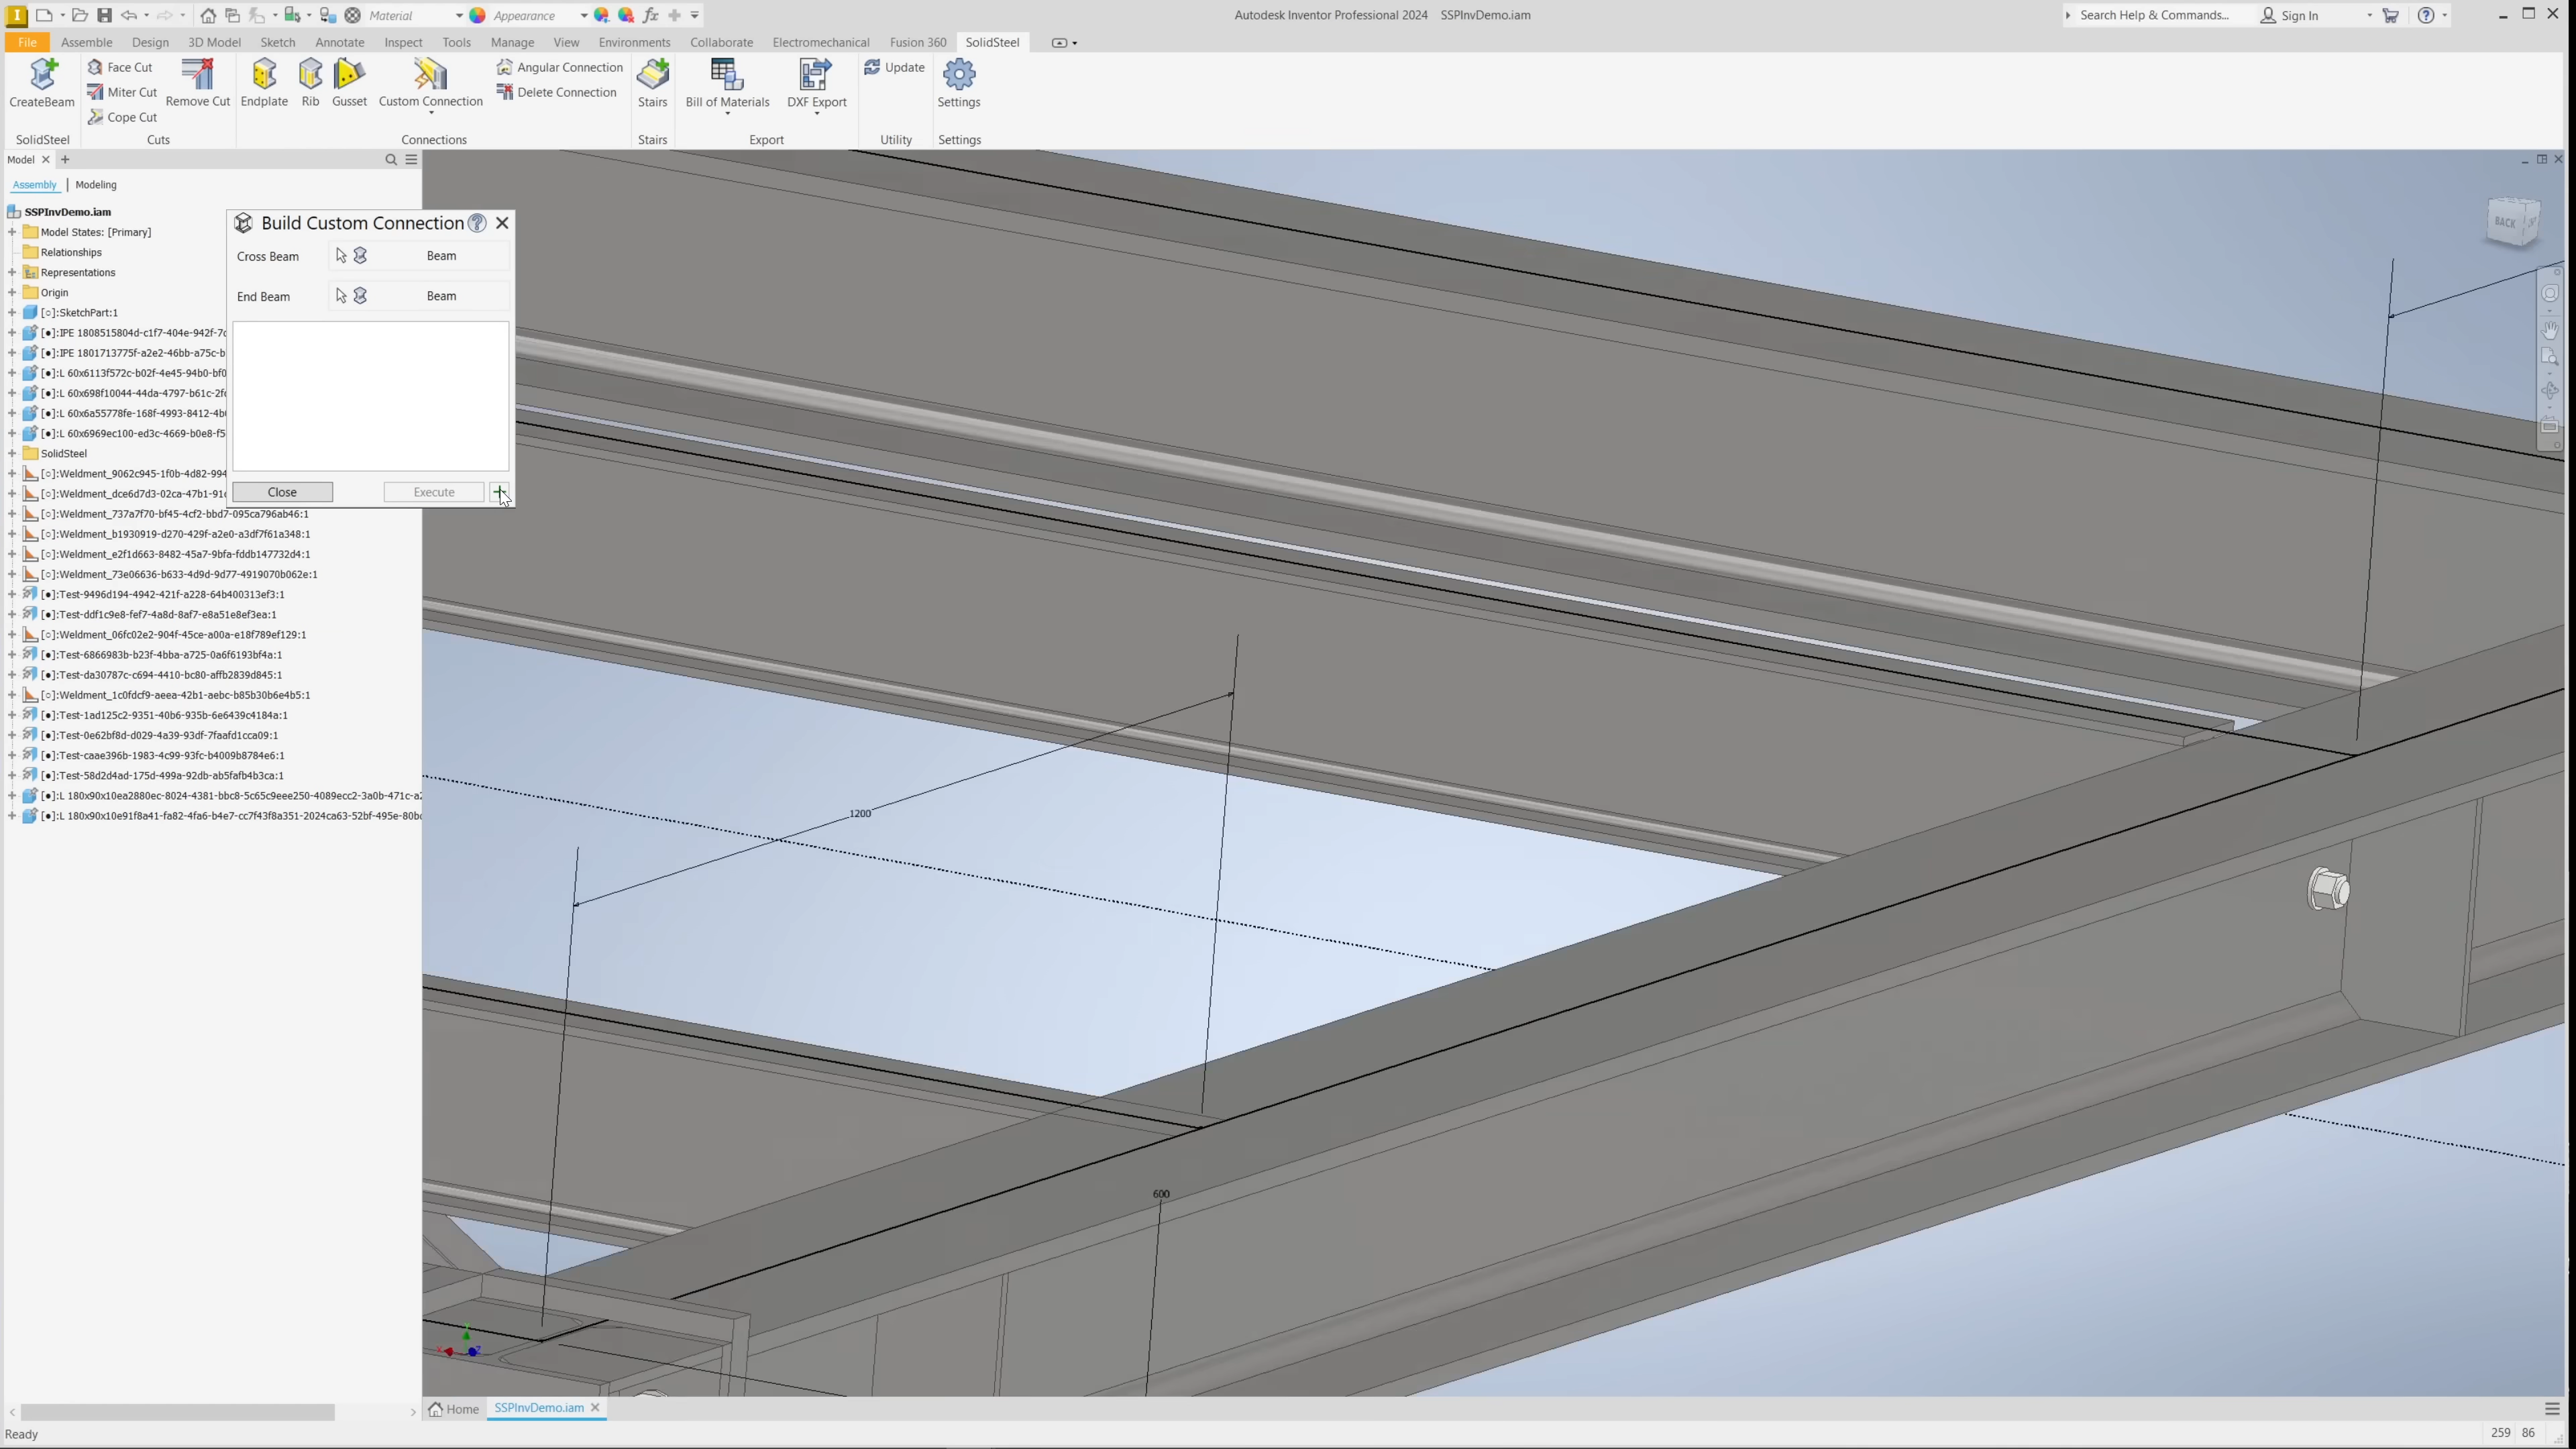 Material
Appearance
Autodesk Inventor Professional 2024 SSPInvDemo.iam
Search Help & Commands...
Sign In
File Assemble Design 3D Model Sketch Annotate Inspect Tools Manage View Environments Collaborate Electromechanical Fusion 360 SolidSteel
CreateBeam
Face Cut
Miter Cut
Cope Cut
Remove Cut
Endplate
Rib
Gusset
Custom Connection
Angular Connection
Delete Connection
Stairs
Bill of Materials
DXF Export
Update
Settings
SolidSteel Cuts Connections Stairs Export Utility Settings
Model
Assembly | Modeling
SSPInvDemo.iam
Model States: [Primary]
Relationships
Representations
Origin
[○]:SketchPart:1
[●]:IPE 1808515804d-c1f7-404e-942f-7
[●]:IPE 1801713775f-a2e2-46bb-a75c-b
[●]:L 60x6113f572c-b02f-4e45-94b0-bf0
[●]:L 60x698f10044-44da-4797-b61c-2f
[●]:L 60x6a55778fe-168f-4993-8412-4b
[●]:L 60x6969ec100-ed3c-4669-b0e8-f5
SolidSteel
[○]:Weldment_9062c945-1f0b-4d82-994
[○]:Weldment_dce6d7d3-02ca-47b1-91
[○]:Weldment_737a7f70-bf45-4cf2-bbd7-095ca796ab46:1
[○]:Weldment_b1930919-d270-429f-a2e0-a3df7f61a348:1
[○]:Weldment_e2f1d663-8482-45a7-9bfa-fddb147732d4:1
[○]:Weldment_73e06636-b633-4d9d-9d77-4919070b062e:1
[●]:Test-9496d194-4942-421f-a228-64b400313ef3:1
[●]:Test-ddf1c9e8-fef7-4a8d-8af7-e8a51e8ef3ea:1
[○]:Weldment_06fc02e2-904f-45ce-a00a-e18f789ef129:1
[●]:Test-6866983b-b23f-4bba-a725-0a6f6193bf4a:1
[●]:Test-da30787c-c694-4410-bc80-affb2839d845:1
[○]:Weldment_1c0fdcf9-aeea-42b1-aebc-b85b30b6e4b5:1
[●]:Test-1ad125c2-9351-40b6-935b-6e6439c4184a:1
[●]:Test-0e62bf8d-d029-4a39-93df-7faafd1cca09:1
[●]:Test-caae396b-1983-4c99-93fc-b4009b8784e6:1
[●]:Test-58d2d4ad-175d-499a-92db-ab5fafb4b3ca:1
[●]:L 180x90x10ea2880ec-8024-4381-bbc8-5c65c9eee250-4089ecc2-3a0b-471c-a
[●]:L 180x90x10e91f8a41-fa82-4fa6-b4e7-cc7f43f8a351-2024ca63-52bf-495e-80b
Build Custom Connection
Cross Beam Beam
End Beam Beam
Close Execute
BACK
1200
600
X Y Z
Home SSPInvDemo.iam
Ready
259 86